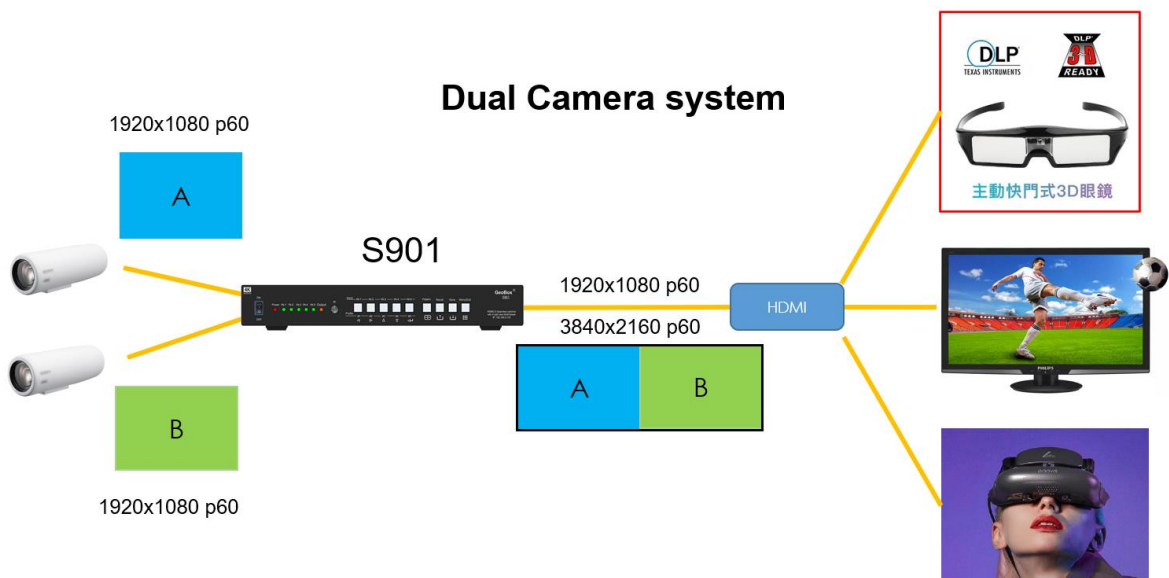 Dual Camera system
1920x1080 p60
A
S901
GeoBox
B
1920x1080 p60
1920x1080 p60
3840x2160 p60
A B
HDMI
DLP
TEXAS INSTRUMENTS
DLP
3-D
READY
主動快門式3D眼鏡
PHILIPS